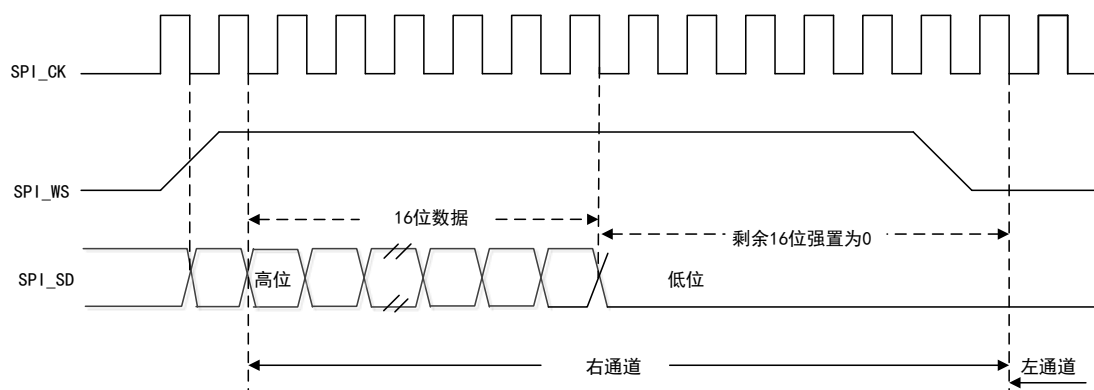 SPI_CK
SPI_WS
16位数据
剩余16位强置为0
SPI_SD
高位
低位
右通道
左通道